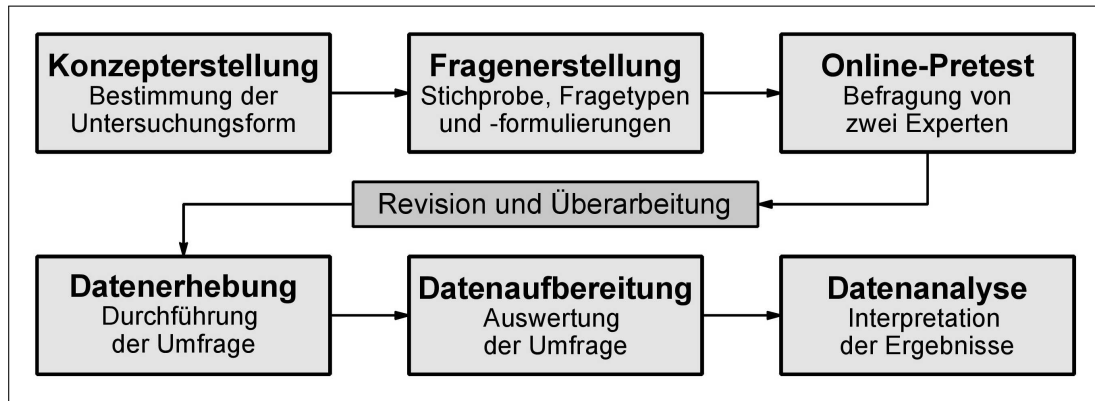 Konzepterstellung
Bestimmung der
Untersuchungsform
Fragenerstellung
Stichprobe, Fragetypen
und -formulierungen
Online-Pretest
Befragung von
zwei Experten
Revision und Überarbeitung
Datenerhebung
Durchführung
der Umfrage
Datenaufbereitung
Auswertung
der Umfrage
Datenanalyse
Interpretation
der Ergebnisse